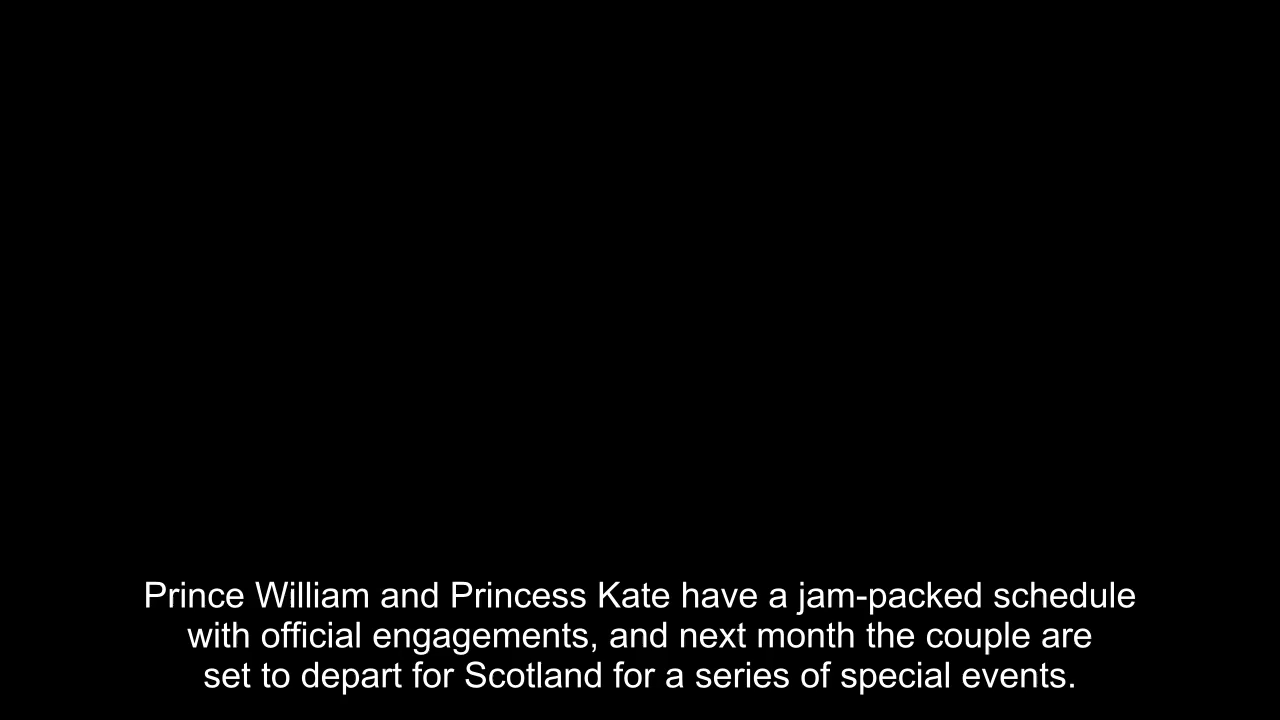 Prince William and Princess Kate have a jam-packed schedule
with official engagements, and next month the couple are
set to depart for Scotland for a series of special events.